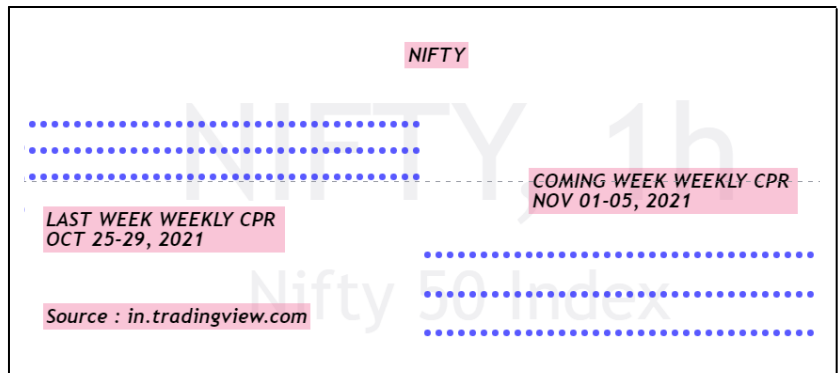 NIFTY
NIFTY, 1h
COMING WEEK WEEKLY CPR
NOV 01-05, 2021
LAST WEEK WEEKLY CPR
OCT 25-29, 2021
Nifty 50 Index
Source : in.tradingview.com